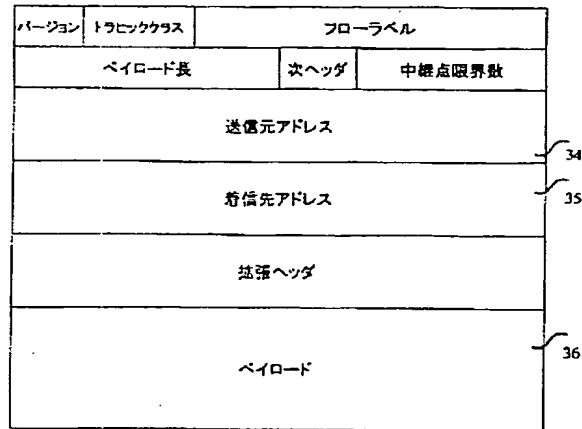 バージョン トラヒッククラス フローラベル
ペイロード長 次ヘッダ 中継点限界数
送信元アドレス
34
着信先アドレス
35
拡張ヘッダ
ペイロード
36